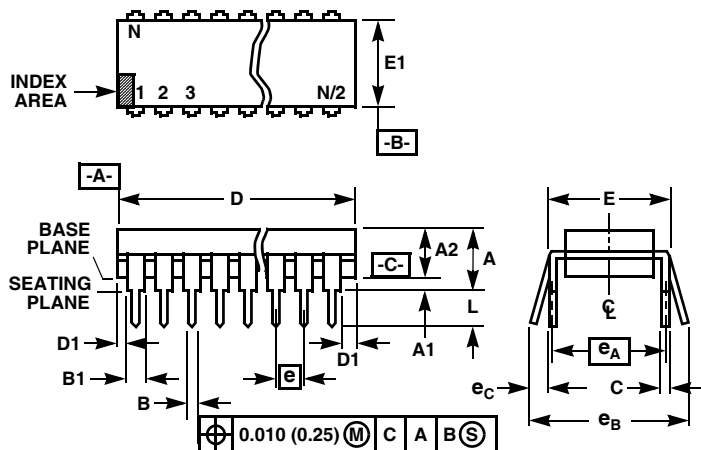 N
E1
INDEX
AREA
1 2 3 N/2
-B-
-A-
D
E
BASE
PLANE
A2
A
-C-
SEATING
PLANE
L
C L
D1
A1
D1
eA
B1
e
eC
C
B
eB
0.010 (0.25) M C A B S